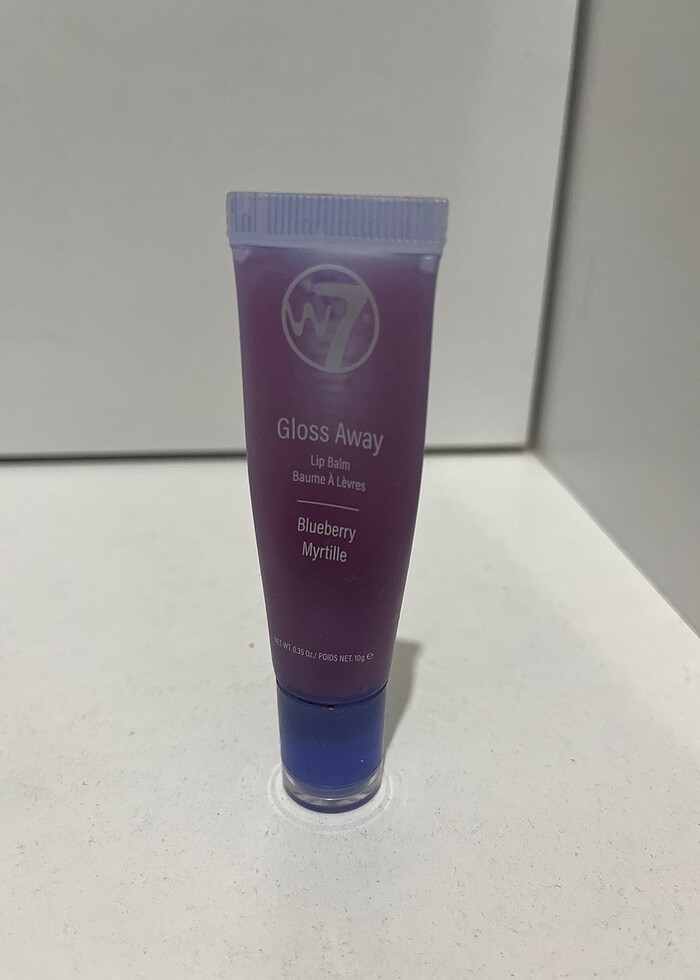 W7
Gloss Away
Lip Balm
Baume À Lèvres
Blueberry
Myrtille
NET WT. 0.35 Oz./ POIDS NET. 10g ℮